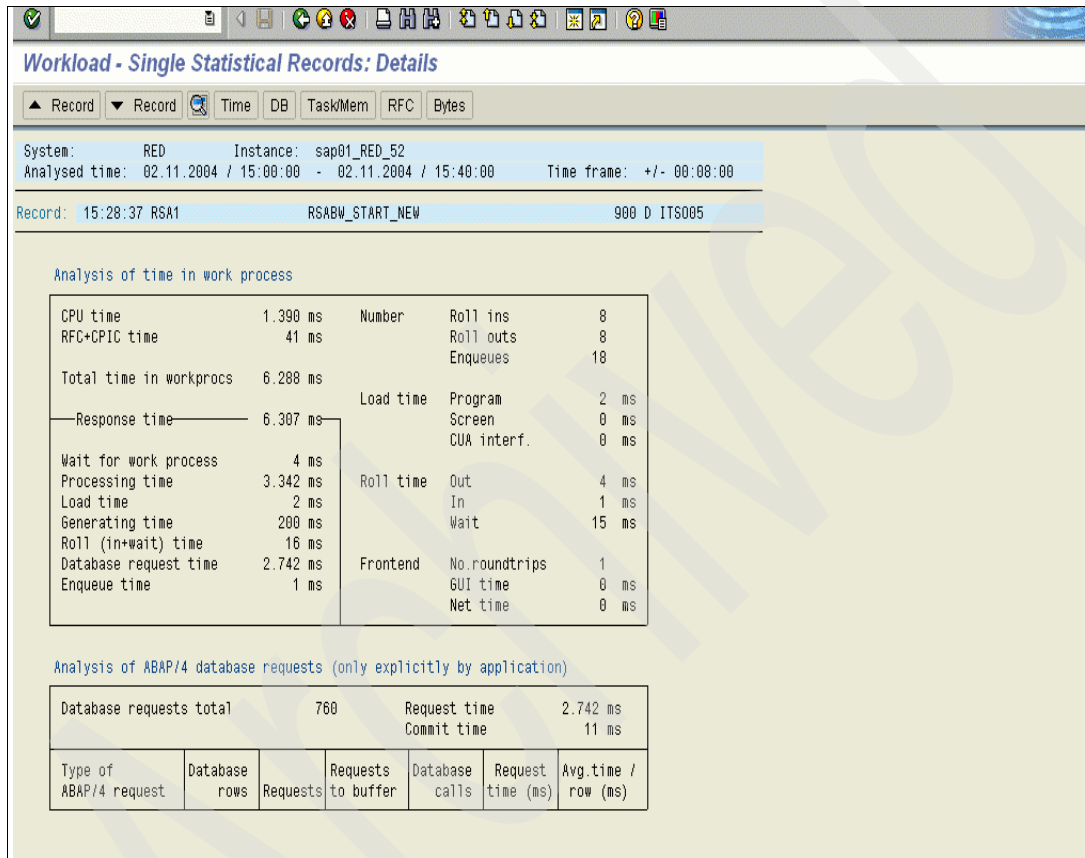 Workload - Single Statistical Records: Details
Record Record Time DB Task/Mem RFC Bytes
System: RED Instance: sap01_RED_52
Analysed time: 02.11.2004 / 15:00:00 - 02.11.2004 / 15:40:00 Time frame: +/- 00:08:00
Record: 15:28:37 RSA1 RSABW_START_NEW 900 D ITSO05
Analysis of time in work process
CPU time 1.390 ms Number Roll ins 8
RFC+CPIC time 41 ms Roll outs 8
Enqueues 18
Total time in workprocs 6.288 ms
Load time Program 2 ms
Response time 6.307 ms Screen 0 ms
CUA interf. 0 ms
Wait for work process 4 ms
Processing time 3.342 ms Roll time Out 4 ms
Load time 2 ms In 1 ms
Generating time 200 ms Wait 15 ms
Roll (in+wait) time 16 ms
Database request time 2.742 ms Frontend No.roundtrips 1
Enqueue time 1 ms GUI time 0 ms
Net time 0 ms
Analysis of ABAP/4 database requests (only explicitly by application)
Database requests total 760 Request time 2.742 ms
Commit time 11 ms
Type of Database Requests Database Request Avg.time /
ABAP/4 request rows Requests to buffer calls time (ms) row (ms)
Archived